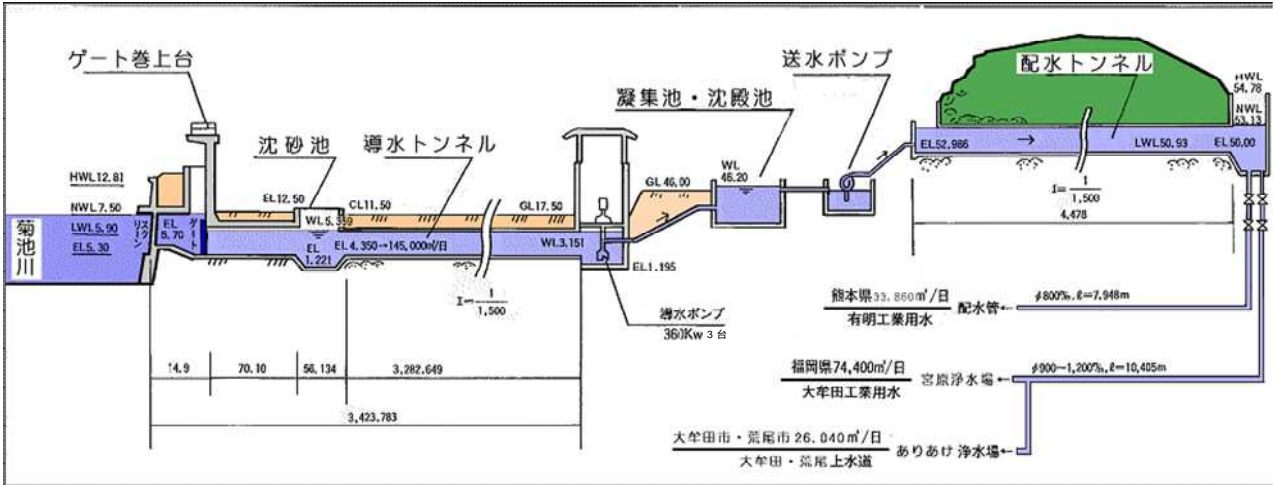 ゲート巻上台
沈砂池
導水トンネル
凝集池・沈殿池
送水ポンプ
配水トンネル
HWL
54.78
NWL
53.13
HWL12.81
NWL7.50
LWL5.90
EL5.30
菊池川
スクリーン
EL
5.70
ゲート
EL12.50
CL11.50
GL17.50
EL
1.221
EL4.350→145,000㎥/日
WL3.151
EL1.195
GL46.00
WL
46.20
EL52.986
LWL50.93
EL50.00
I=1/1,500
I=1/1,500
4,478
導水ポンプ
360Kw 3台
14.9
70.10
56.134
3,282.649
3,423.783
熊本県33,860㎥/日
有明工業用水
配水管
φ800‰.ℓ=7,948m
福岡県74,400㎥/日
大牟田工業用水
宮原浄水場
φ900~1,200‰,ℓ=10,405m
大牟田市・荒尾市26,040㎥/日
大牟田・荒尾上水道
ありあけ浄水場